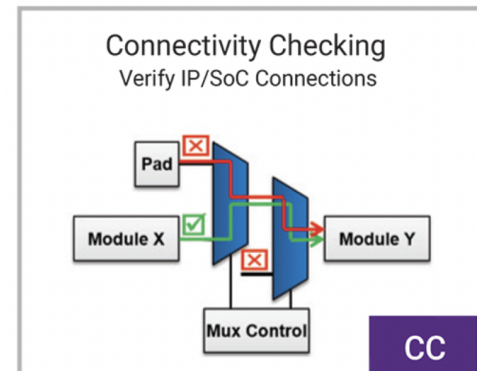 Connectivity Checking
Verify IP/SoC Connections
Pad
Module X
Module Y
Mux Control
CC